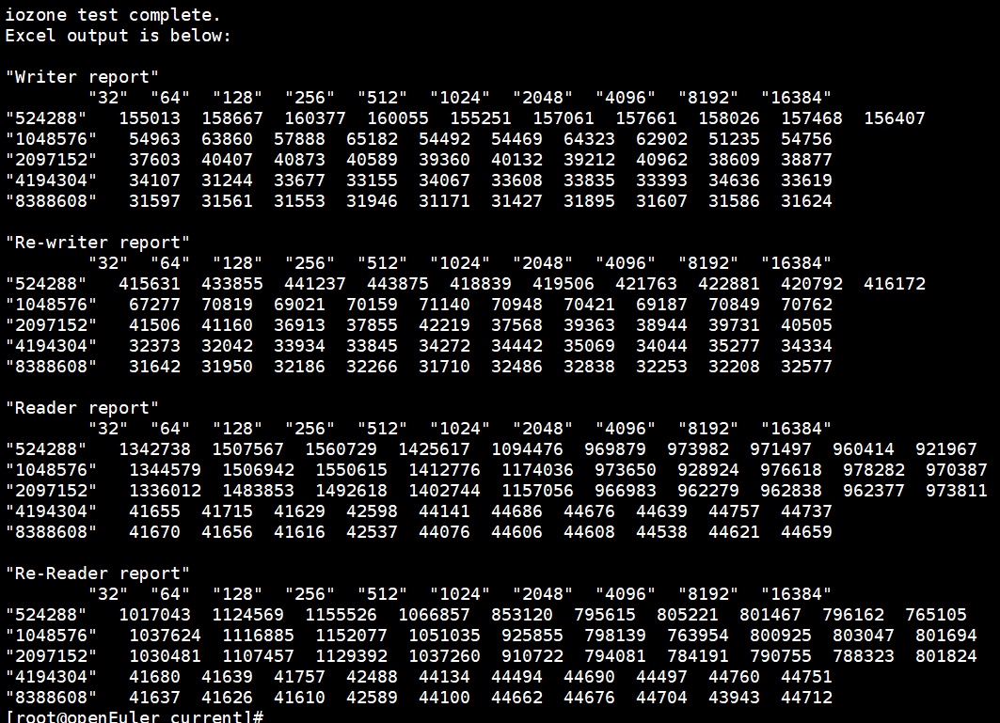 iozone test complete.
Excel output is below:
"Writer report"
"32" "64" "128" "256" "512" "1024" "2048" "4096" "8192" "16384"
"524288" 155013 158667 160377 160055 155251 157061 157661 158026 157468 156407
"1048576" 54963 63860 57888 65182 54492 54469 64323 62902 51235 54756
"2097152" 37603 40407 40873 40589 39360 40132 39212 40962 38609 38877
"4194304" 34107 31244 33677 33155 34067 33608 33835 33393 34636 33619
"8388608" 31597 31561 31553 31946 31171 31427 31895 31607 31586 31624
"Re-writer report"
"32" "64" "128" "256" "512" "1024" "2048" "4096" "8192" "16384"
"524288" 415631 433855 441237 443875 418839 419506 421763 422881 420792 416172
"1048576" 67277 70819 69021 70159 71140 70948 70421 69187 70849 70762
"2097152" 41506 41160 36913 37855 42219 37568 39363 38944 39731 40505
"4194304" 32373 32042 33934 33845 34272 34442 35069 34044 35277 34334
"8388608" 31642 31950 32186 32266 31710 32486 32838 32253 32208 32577
"Reader report"
"32" "64" "128" "256" "512" "1024" "2048" "4096" "8192" "16384"
"524288" 1342738 1507567 1560729 1425617 1094476 969879 973982 971497 960414 921967
"1048576" 1344579 1506942 1550615 1412776 1174036 973650 928924 976618 978282 970387
"2097152" 1336012 1483853 1492618 1402744 1157056 966983 962279 962838 962377 973811
"4194304" 41655 41715 41629 42598 44141 44686 44676 44639 44757 44737
"8388608" 41670 41656 41616 42537 44076 44606 44608 44538 44621 44659
"Re-Reader report"
"32" "64" "128" "256" "512" "1024" "2048" "4096" "8192" "16384"
"524288" 1017043 1124569 1155526 1066857 853120 795615 805221 801467 796162 765105
"1048576" 1037624 1116885 1152077 1051035 925855 798139 763954 800925 803047 801694
"2097152" 1030481 1107457 1129392 1037260 910722 794081 784191 790755 788323 801824
"4194304" 41680 41639 41757 42488 44134 44494 44690 44497 44760 44751
"8388608" 41637 41626 41610 42589 44100 44662 44676 44704 43943 44712
[root@openEuler current]#